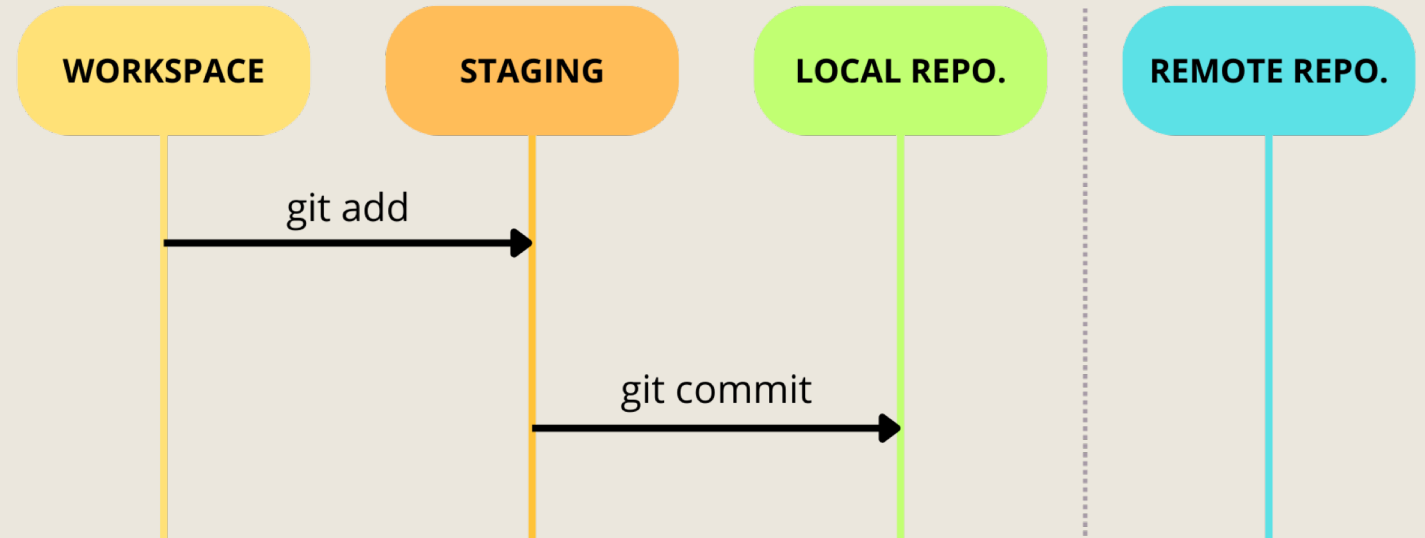 WORKSPACE
STAGING
LOCAL REPO.
REMOTE REPO.
git add
git commit